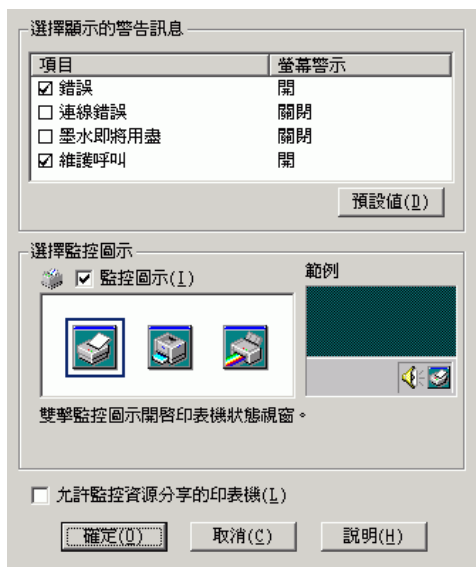 選擇顯示的警告訊息
項目 螢幕警示
錯誤 開
連線錯誤 關閉
墨水即將用盡 關閉
維護呼叫 開
預設值(D)
選擇監控圖示
監控圖示(I)
範例
雙擊監控圖示開啓印表機狀態視窗。
允許監控資源分享的印表機(L)
確定(O) 取消(C) 說明(H)